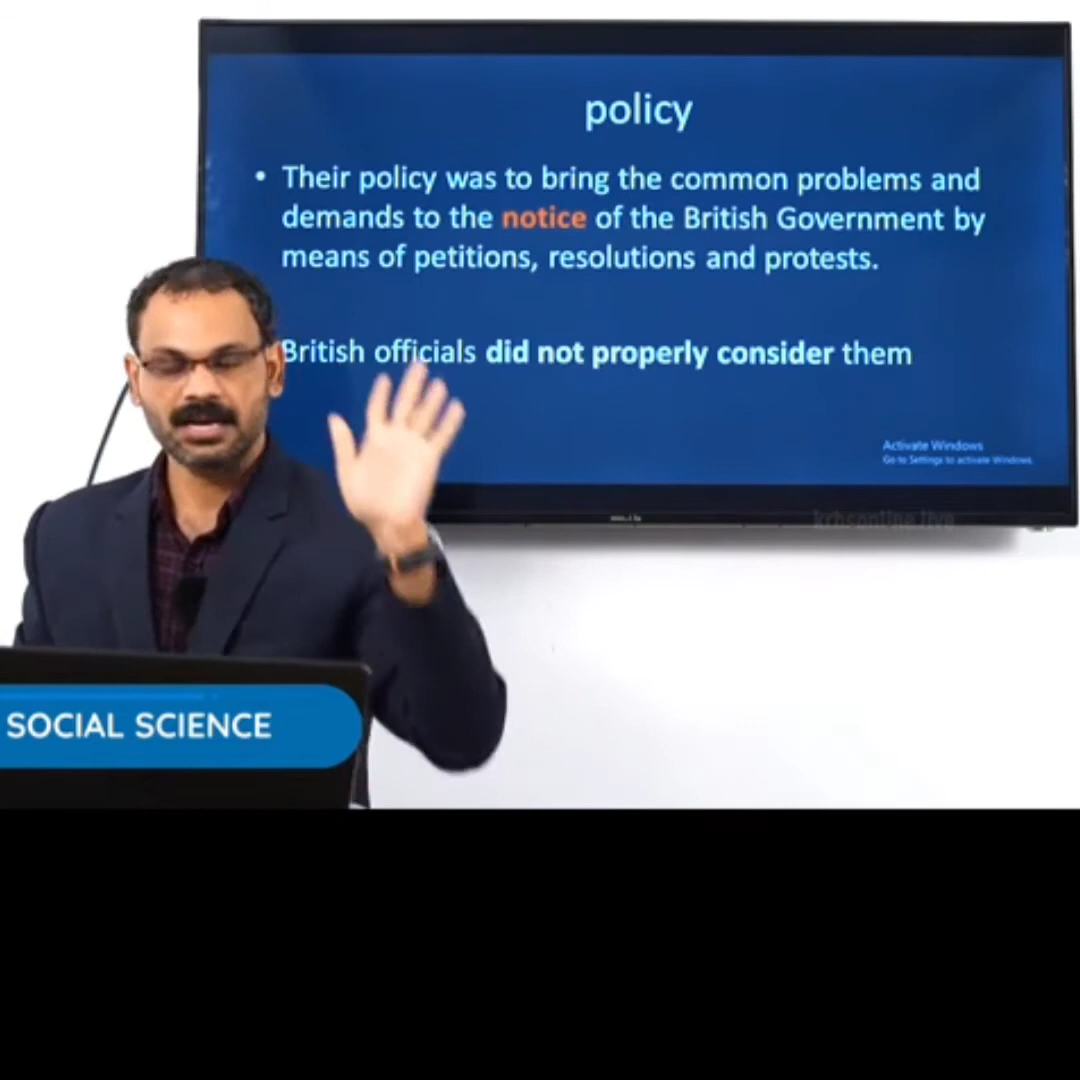 policy
• Their policy was to bring the common problems and
demands to the notice of the British Government by
means of petitions, resolutions and protests.
British officials did not properly consider them
Activate Windows
Go to Settings to activate Windows.
krhsonline.live
SOCIAL SCIENCE